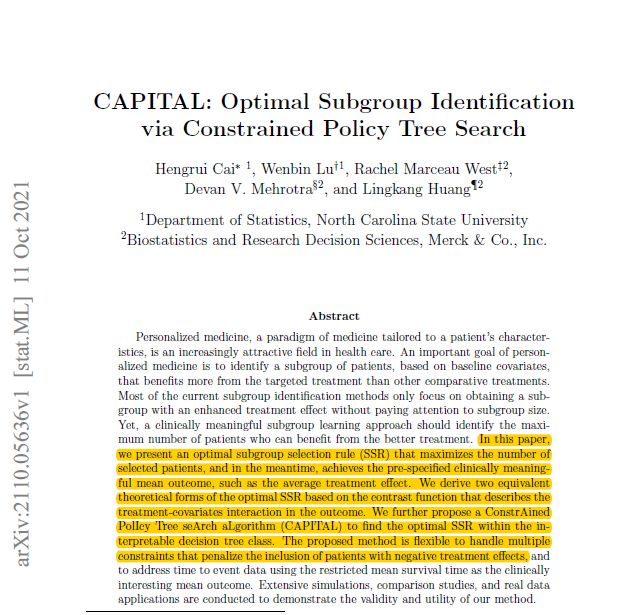 CAPITAL: Optimal Subgroup Identification
via Constrained Policy Tree Search
Hengrui Cai* 1, Wenbin Lu†1, Rachel Marceau West‡2,
Devan V. Mehrotra§2, and Lingkang Huang¶2
1Department of Statistics, North Carolina State University
2Biostatistics and Research Decision Sciences, Merck & Co., Inc.
arXiv:2110.05636v1 [stat.ML] 11 Oct 2021
Abstract
Personalized medicine, a paradigm of medicine tailored to a patient's character-
istics, is an increasingly attractive field in health care. An important goal of person-
alized medicine is to identify a subgroup of patients, based on baseline covariates,
that benefits more from the targeted treatment than other comparative treatments.
Most of the current subgroup identification methods only focus on obtaining a sub-
group with an enhanced treatment effect without paying attention to subgroup size.
Yet, a clinically meaningful subgroup learning approach should identify the maxi-
mum number of patients who can benefit from the better treatment. In this paper,
we present an optimal subgroup selection rule (SSR) that maximizes the number of
selected patients, and in the meantime, achieves the pre-specified clinically meaning-
ful mean outcome, such as the average treatment effect. We derive two equivalent
theoretical forms of the optimal SSR based on the contrast function that describes the
treatment-covariates interaction in the outcome. We further propose a ConstrAined
PolIcy Tree seArch aLgorithm (CAPITAL) to find the optimal SSR within the in-
terpretable decision tree class. The proposed method is flexible to handle multiple
constraints that penalize the inclusion of patients with negative treatment effects, and
to address time to event data using the restricted mean survival time as the clinically
interesting mean outcome. Extensive simulations, comparison studies, and real data
applications are conducted to demonstrate the validity and utility of our method.